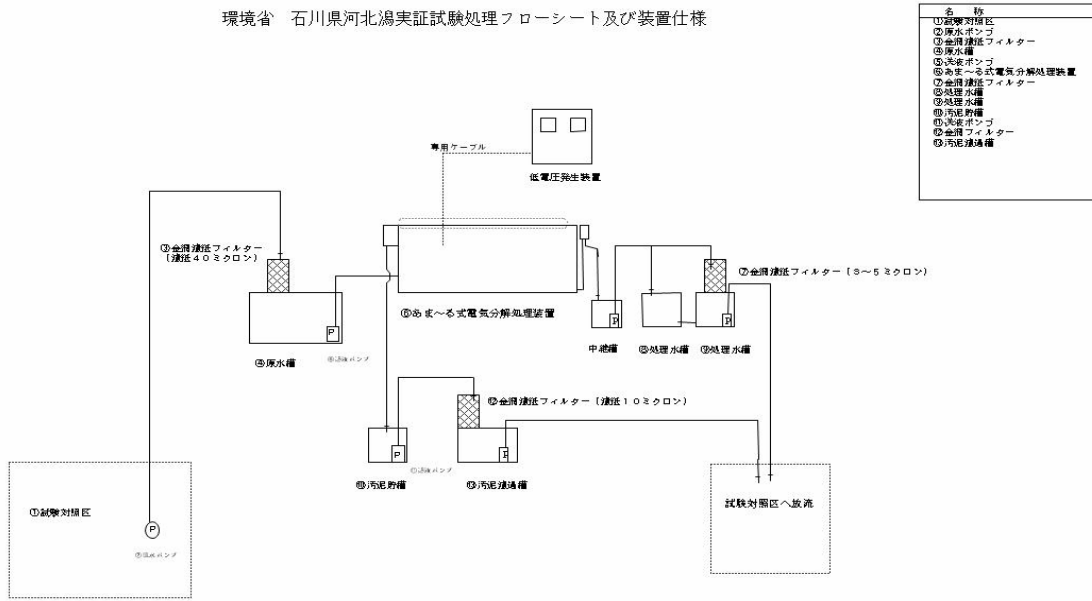 環境省　石川県河北潟実証試験処理フローシート及び装置仕様
名　称
①試験対照区
②原水ポンプ
③金網濾過フィルター
④原水槽
⑤送液ポンプ
⑥あま～る式電気分解処理装置
⑦金網濾過フィルター
⑧処理水槽
⑨処理水槽
⑩汚泥貯槽
⑪送液ポンプ
⑫金網フィルター
⑬汚泥濾過槽
専用ケーブル
低電圧発生装置
③金網濾過フィルター
（濾過４０ミクロン）
⑦金網濾過フィルター（３～５ミクロン）
⑥あま～る式電気分解処理装置
P
P
P
中継槽
⑧処理水槽
⑨処理水槽
④原水槽
⑫金網濾過フィルター（濾過１０ミクロン）
P
P
⑩汚泥貯槽
⑬汚泥濾過槽
①試験対照区
P
試験対照区へ放流